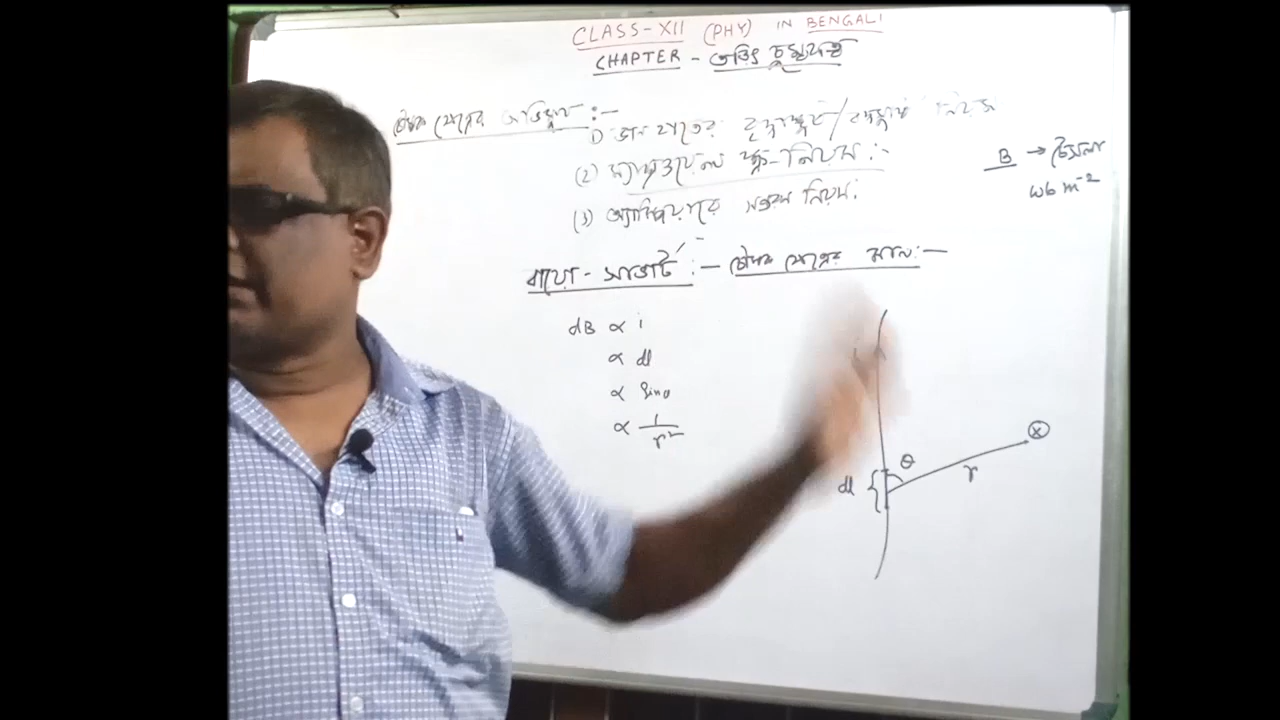 CLASS-XII (PHY) IN BENGALI
CHAPTER - তড়িৎ চুম্বকত্ব
চৌম্বক ক্ষেত্রের অভিমুখ :-
1) ডান হাতের বৃদ্ধাঙ্গুষ্ঠ/ নিয়ম
(2) ম্যাক্সওয়েলের নিয়ম :-
(3) অ্যাম্পিয়ারের সন্তরণ নিয়ম :
B → টেসলা
wb m⁻²
বায়ো - সাভার্ট :- চৌম্বক ক্ষেত্রের মান :-
dB ∝ i
∝ dl
∝ sinθ
∝ 1/r²
i
θ
dl
r